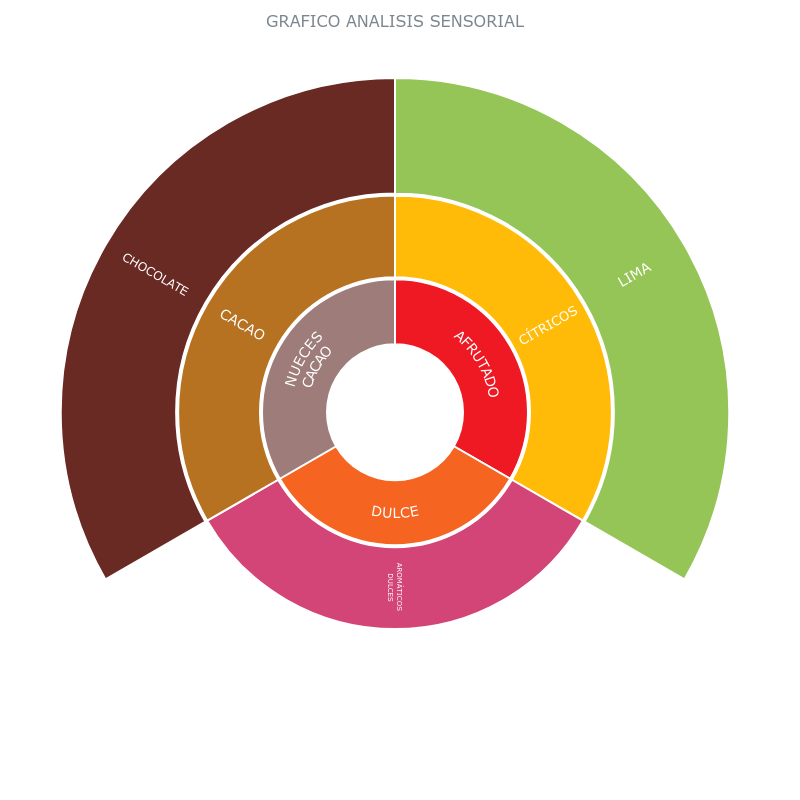 GRAFICO ANALISIS SENSORIAL
CHOCOLATE
LIMA
CACAO
CÍTRICOS
NUECES
CACAO
AFRUTADO
DULCE
AROMÁTICOS
DULCES